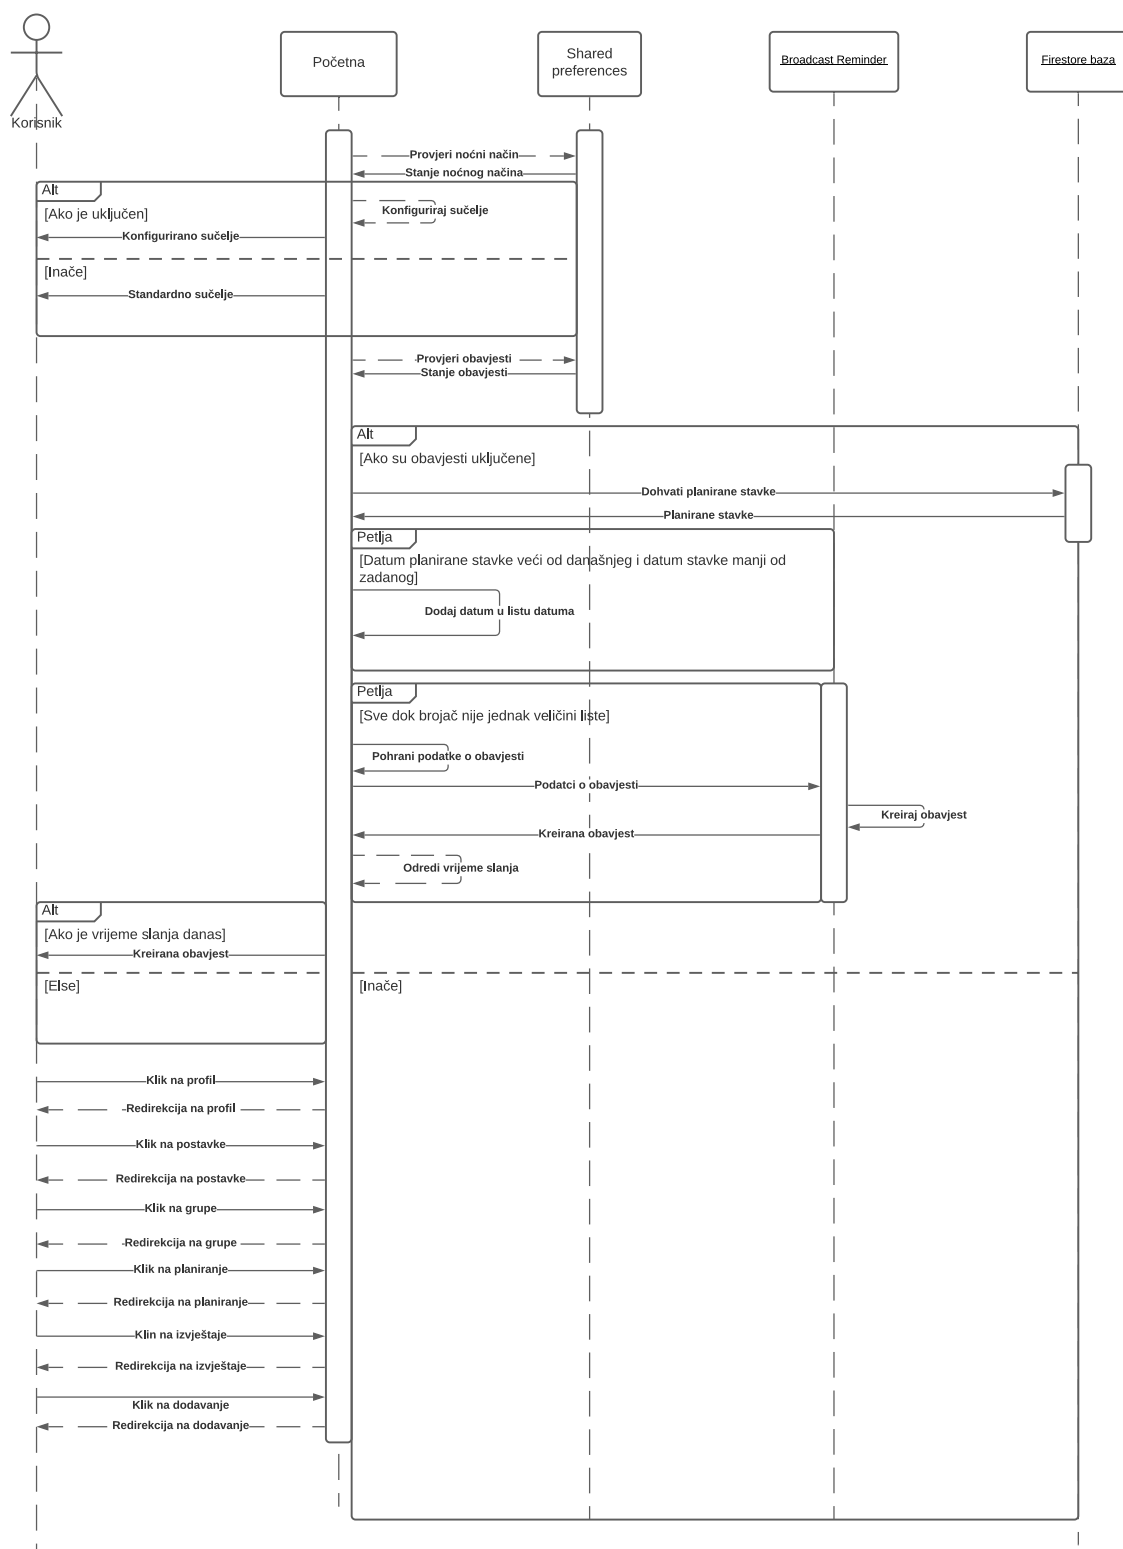 Korisnik
Početna
Shared
preferences
Broadcast Reminder
Firestore baza
Provjeri noćni način
Stanje noćnog načina
Alt
[Ako je uključen]
Konfiguriraj sučelje
Konfigurirano sučelje
[Inače]
Standardno sučelje
Provjeri obavjesti
Stanje obavjesti
Alt
[Ako su obavjesti uključene]
Dohvati planirane stavke
Planirane stavke
Petlja
[Datum planirane stavke veći od današnjeg i datum stavke manji od
zadanog]
Dodaj datum u listu datuma
Petlja
[Sve dok brojač nije jednak veličini liste]
Pohrani podatke o obavjesti
Podatci o obavjesti
Kreiraj obavjest
Kreirana obavjest
Odredi vrijeme slanja
Alt
[Ako je vrijeme slanja danas]
Kreirana obavjest
[Else]
[Inače]
Klik na profil
Redirekcija na profil
Klik na postavke
Redirekcija na postavke
Klik na grupe
Redirekcija na grupe
Klik na planiranje
Redirekcija na planiranje
Klin na izvještaje
Redirekcija na izvještaje
Klik na dodavanje
Redirekcija na dodavanje